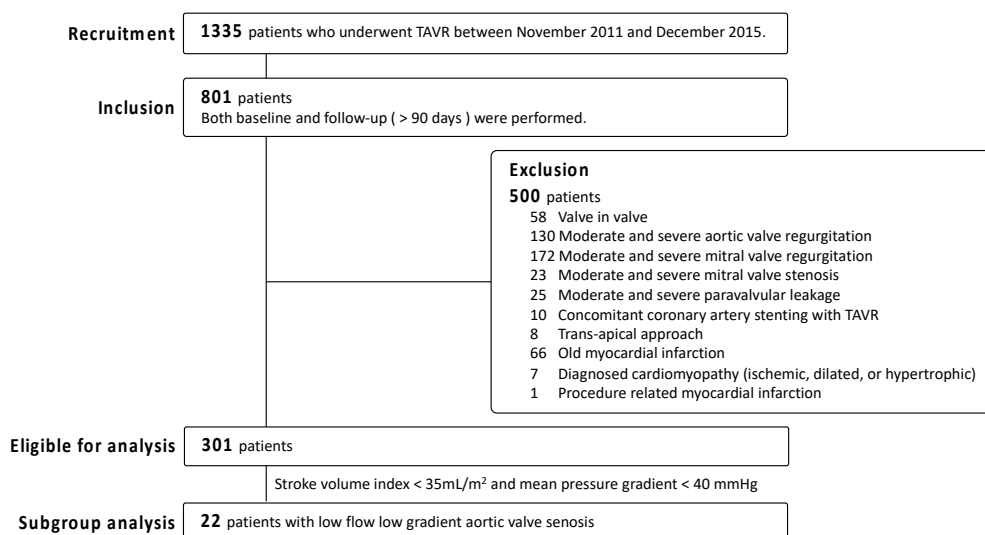 Recruitment
1335 patients who underwent TAVR between November 2011 and December 2015.
Inclusion
801 patients
Both baseline and follow-up ( > 90 days ) were performed.
Exclusion
500 patients
58 Valve in valve
130 Moderate and severe aortic valve regurgitation
172 Moderate and severe mitral valve regurgitation
23 Moderate and severe mitral valve stenosis
25 Moderate and severe paravalvular leakage
10 Concomitant coronary artery stenting with TAVR
8 Trans-apical approach
66 Old myocardial infarction
7 Diagnosed cardiomyopathy (ischemic, dilated, or hypertrophic)
1 Procedure related myocardial infarction
Eligible for analysis
301 patients
Stroke volume index < 35mL/m² and mean pressure gradient < 40 mmHg
Subgroup analysis
22 patients with low flow low gradient aortic valve senosis